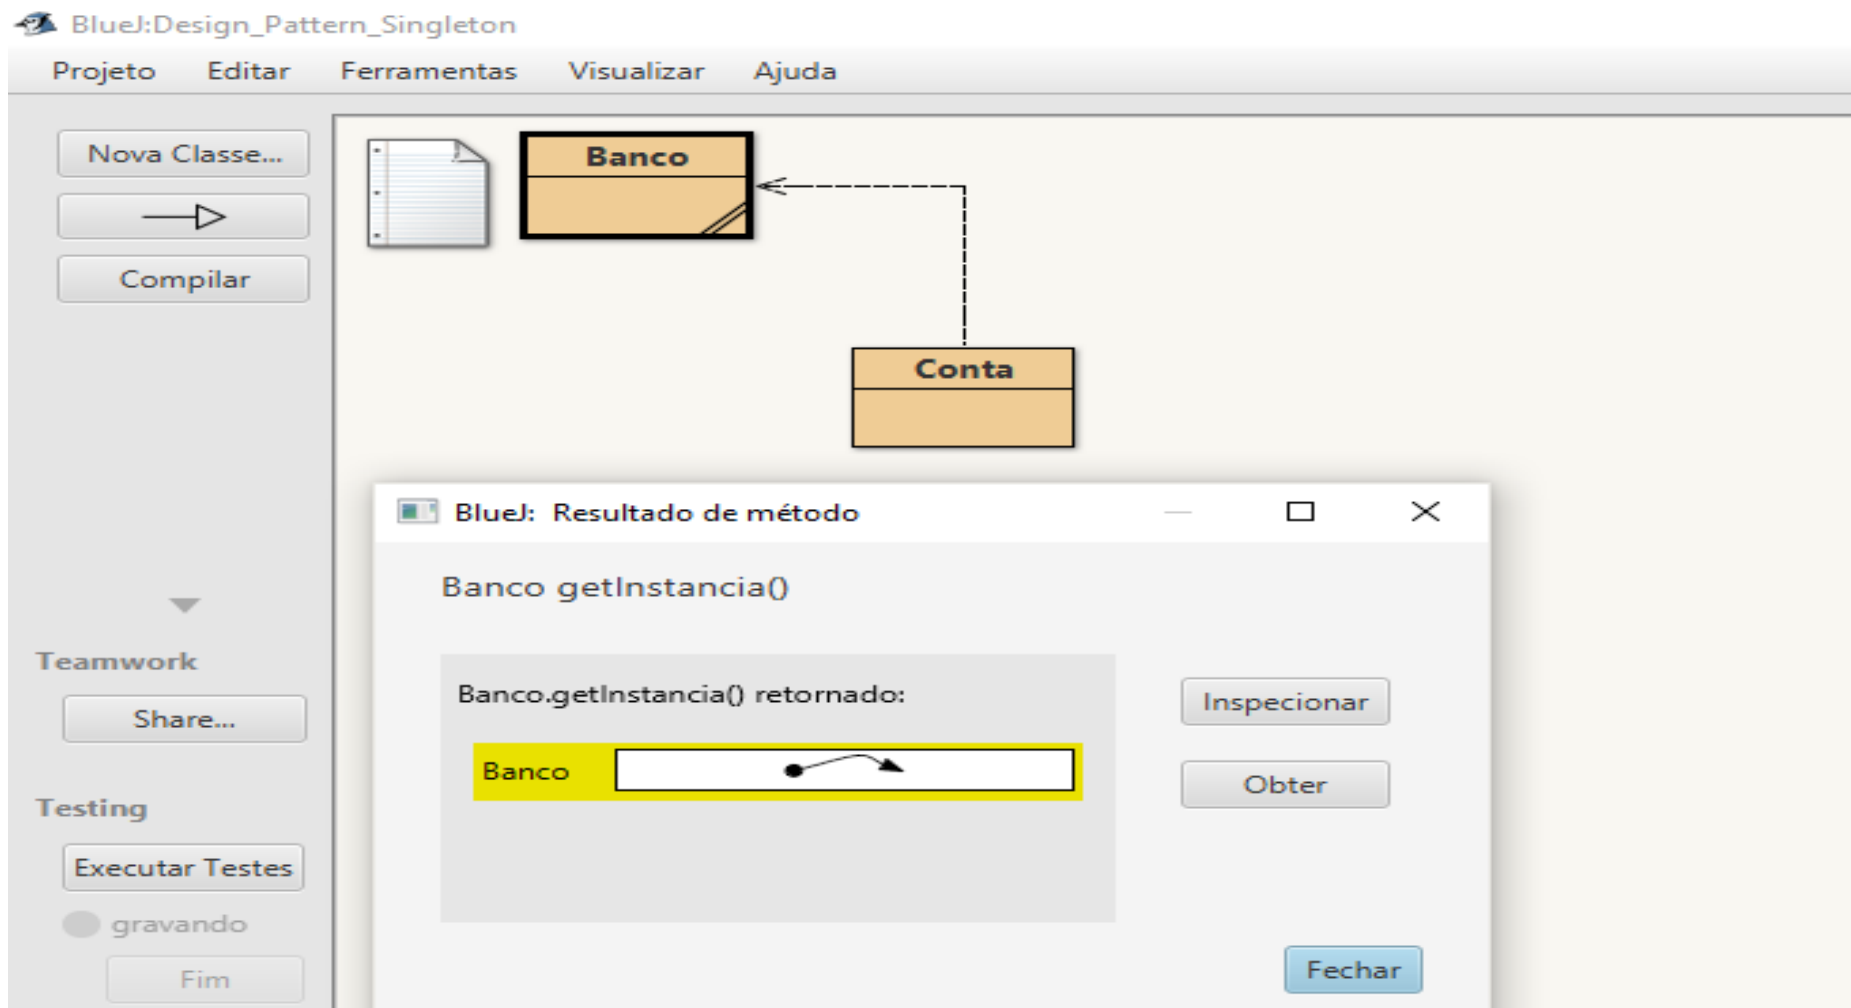 BlueJ:Design_Pattern_Singleton
Projeto Editar Ferramentas Visualizar Ajuda
Nova Classe...
Compilar
Banco
Conta
Teamwork
Share...
Testing
Executar Testes
gravando
Fim
BlueJ: Resultado de método
Banco getInstancia()
Banco.getInstancia() retornado:
Banco
Inspecionar
Obter
Fechar